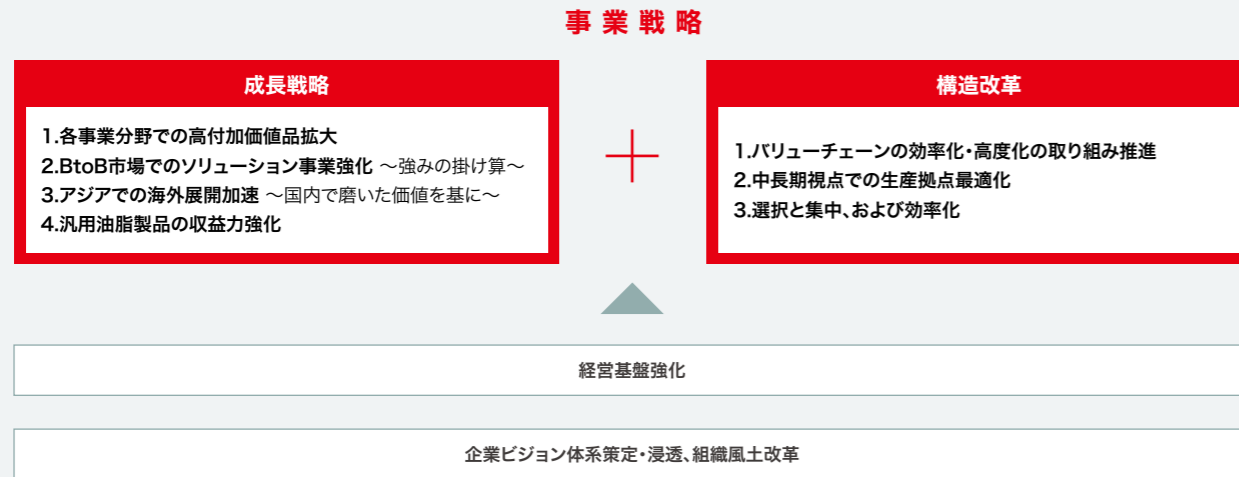 事業戦略
成長戦略
1.各事業分野での高付加価値品拡大
2.BtoB市場でのソリューション事業強化 ～強みの掛け算～
3.アジアでの海外展開加速 ～国内で磨いた価値を基に～
4.汎用油脂製品の収益力強化
構造改革
1.バリューチェーンの効率化・高度化の取り組み推進
2.中長期視点での生産拠点最適化
3.選択と集中、および効率化
経営基盤強化
企業ビジョン体系策定・浸透、組織風土改革